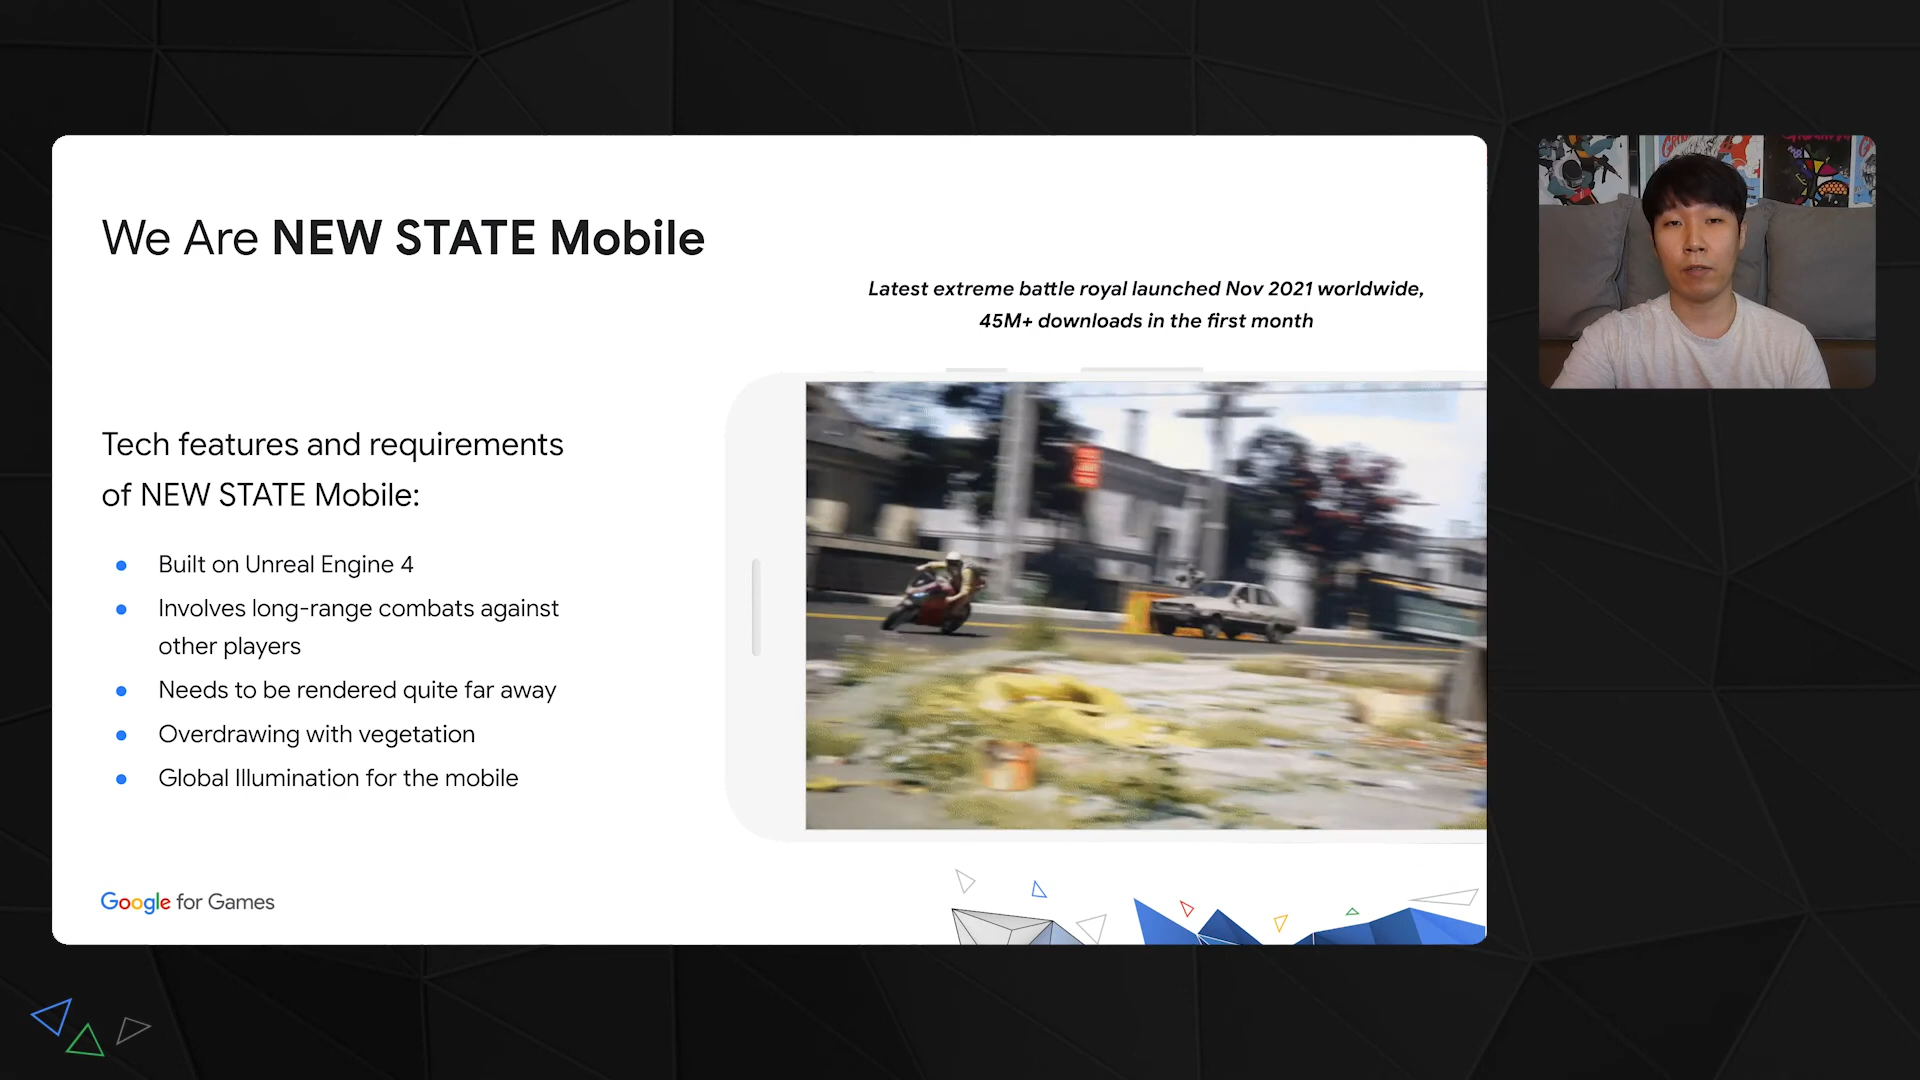 We Are NEW STATE Mobile
Latest extreme battle royal launched Nov 2021 worldwide,
45M+ downloads in the first month
Tech features and requirements
of NEW STATE Mobile:
Built on Unreal Engine 4
Involves long-range combats against
other players
Needs to be rendered quite far away
Overdrawing with vegetation
Global Illumination for the mobile
Google for Games